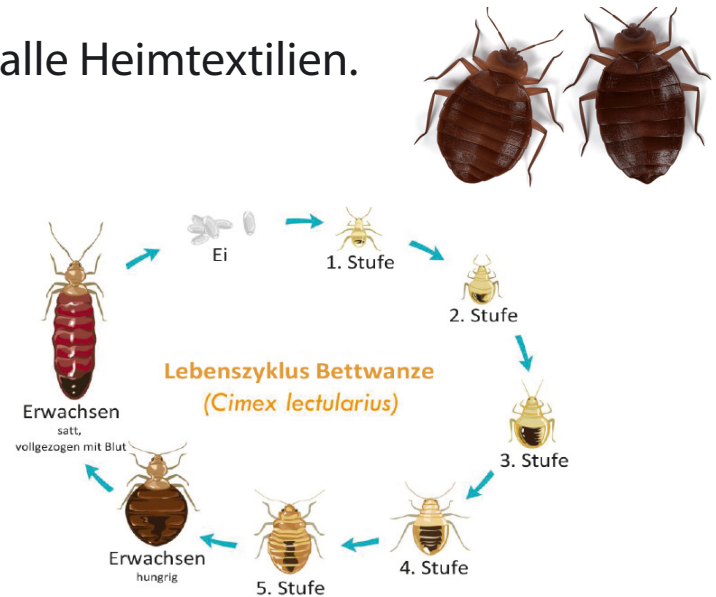 alle Heimtextilien.
Ei
1. Stufe
2. Stufe
3. Stufe
4. Stufe
5. Stufe
Erwachsen
hungrig
Erwachsen
satt,
vollgezogen mit Blut
Lebenszyklus Bettwanze
(Cimex lectularius)